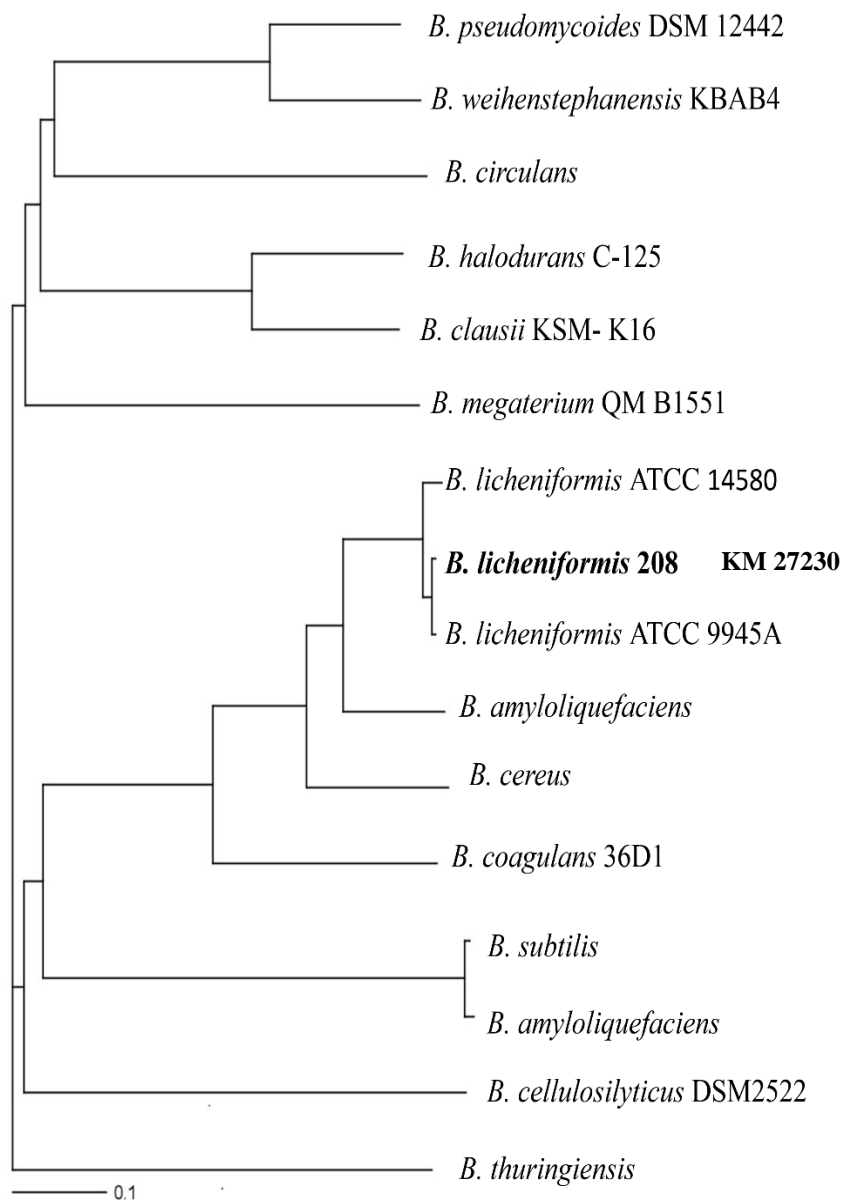 B. pseudomycoides DSM 12442
B. weihenstephanensis KBAB4
B. circulans
B. halodurans C-125
B. clausii KSM- K16
B. megaterium QM B1551
B. licheniformis ATCC 14580
B. licheniformis 208 KM 27230
B. licheniformis ATCC 9945A
B. amyloliquefaciens
B. cereus
B. coagulans 36D1
B. subtilis
B. amyloliquefaciens
B. cellulosilyticus DSM2522
B. thuringiensis
0.1